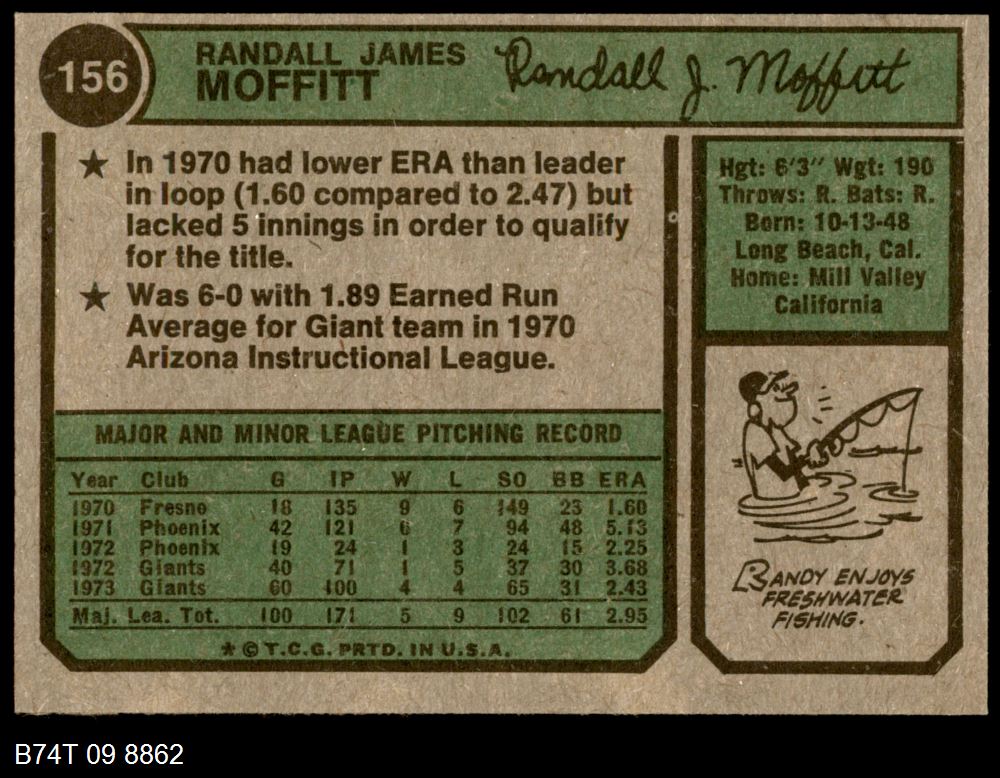 156
RANDALL JAMES
MOFFITT
Randall J. Moffitt
★ In 1970 had lower ERA than leader
in loop (1.60 compared to 2.47) but
lacked 5 innings in order to qualify
for the title.
★ Was 6-0 with 1.89 Earned Run
Average for Giant team in 1970
Arizona Instructional League.
Hgt: 6'3" Wgt: 190
Throws: R. Bats: R.
Born: 10-13-48
Long Beach, Cal.
Home: Mill Valley
California
MAJOR AND MINOR LEAGUE PITCHING RECORD
Year Club G IP W L SO BB ERA
1970 Fresno 18 135 9 6 149 23 1.60
1971 Phoenix 42 121 6 7 94 48 5.13
1972 Phoenix 19 24 1 3 24 15 2.25
1972 Giants 40 71 1 5 37 30 3.68
1973 Giants 60 100 4 4 65 31 2.43
Maj. Lea. Tot. 100 171 5 9 102 61 2.95
* © T.C.G. PRTD. IN U.S.A.
RANDY ENJOYS
FRESHWATER
FISHING.
B74T 09 8862